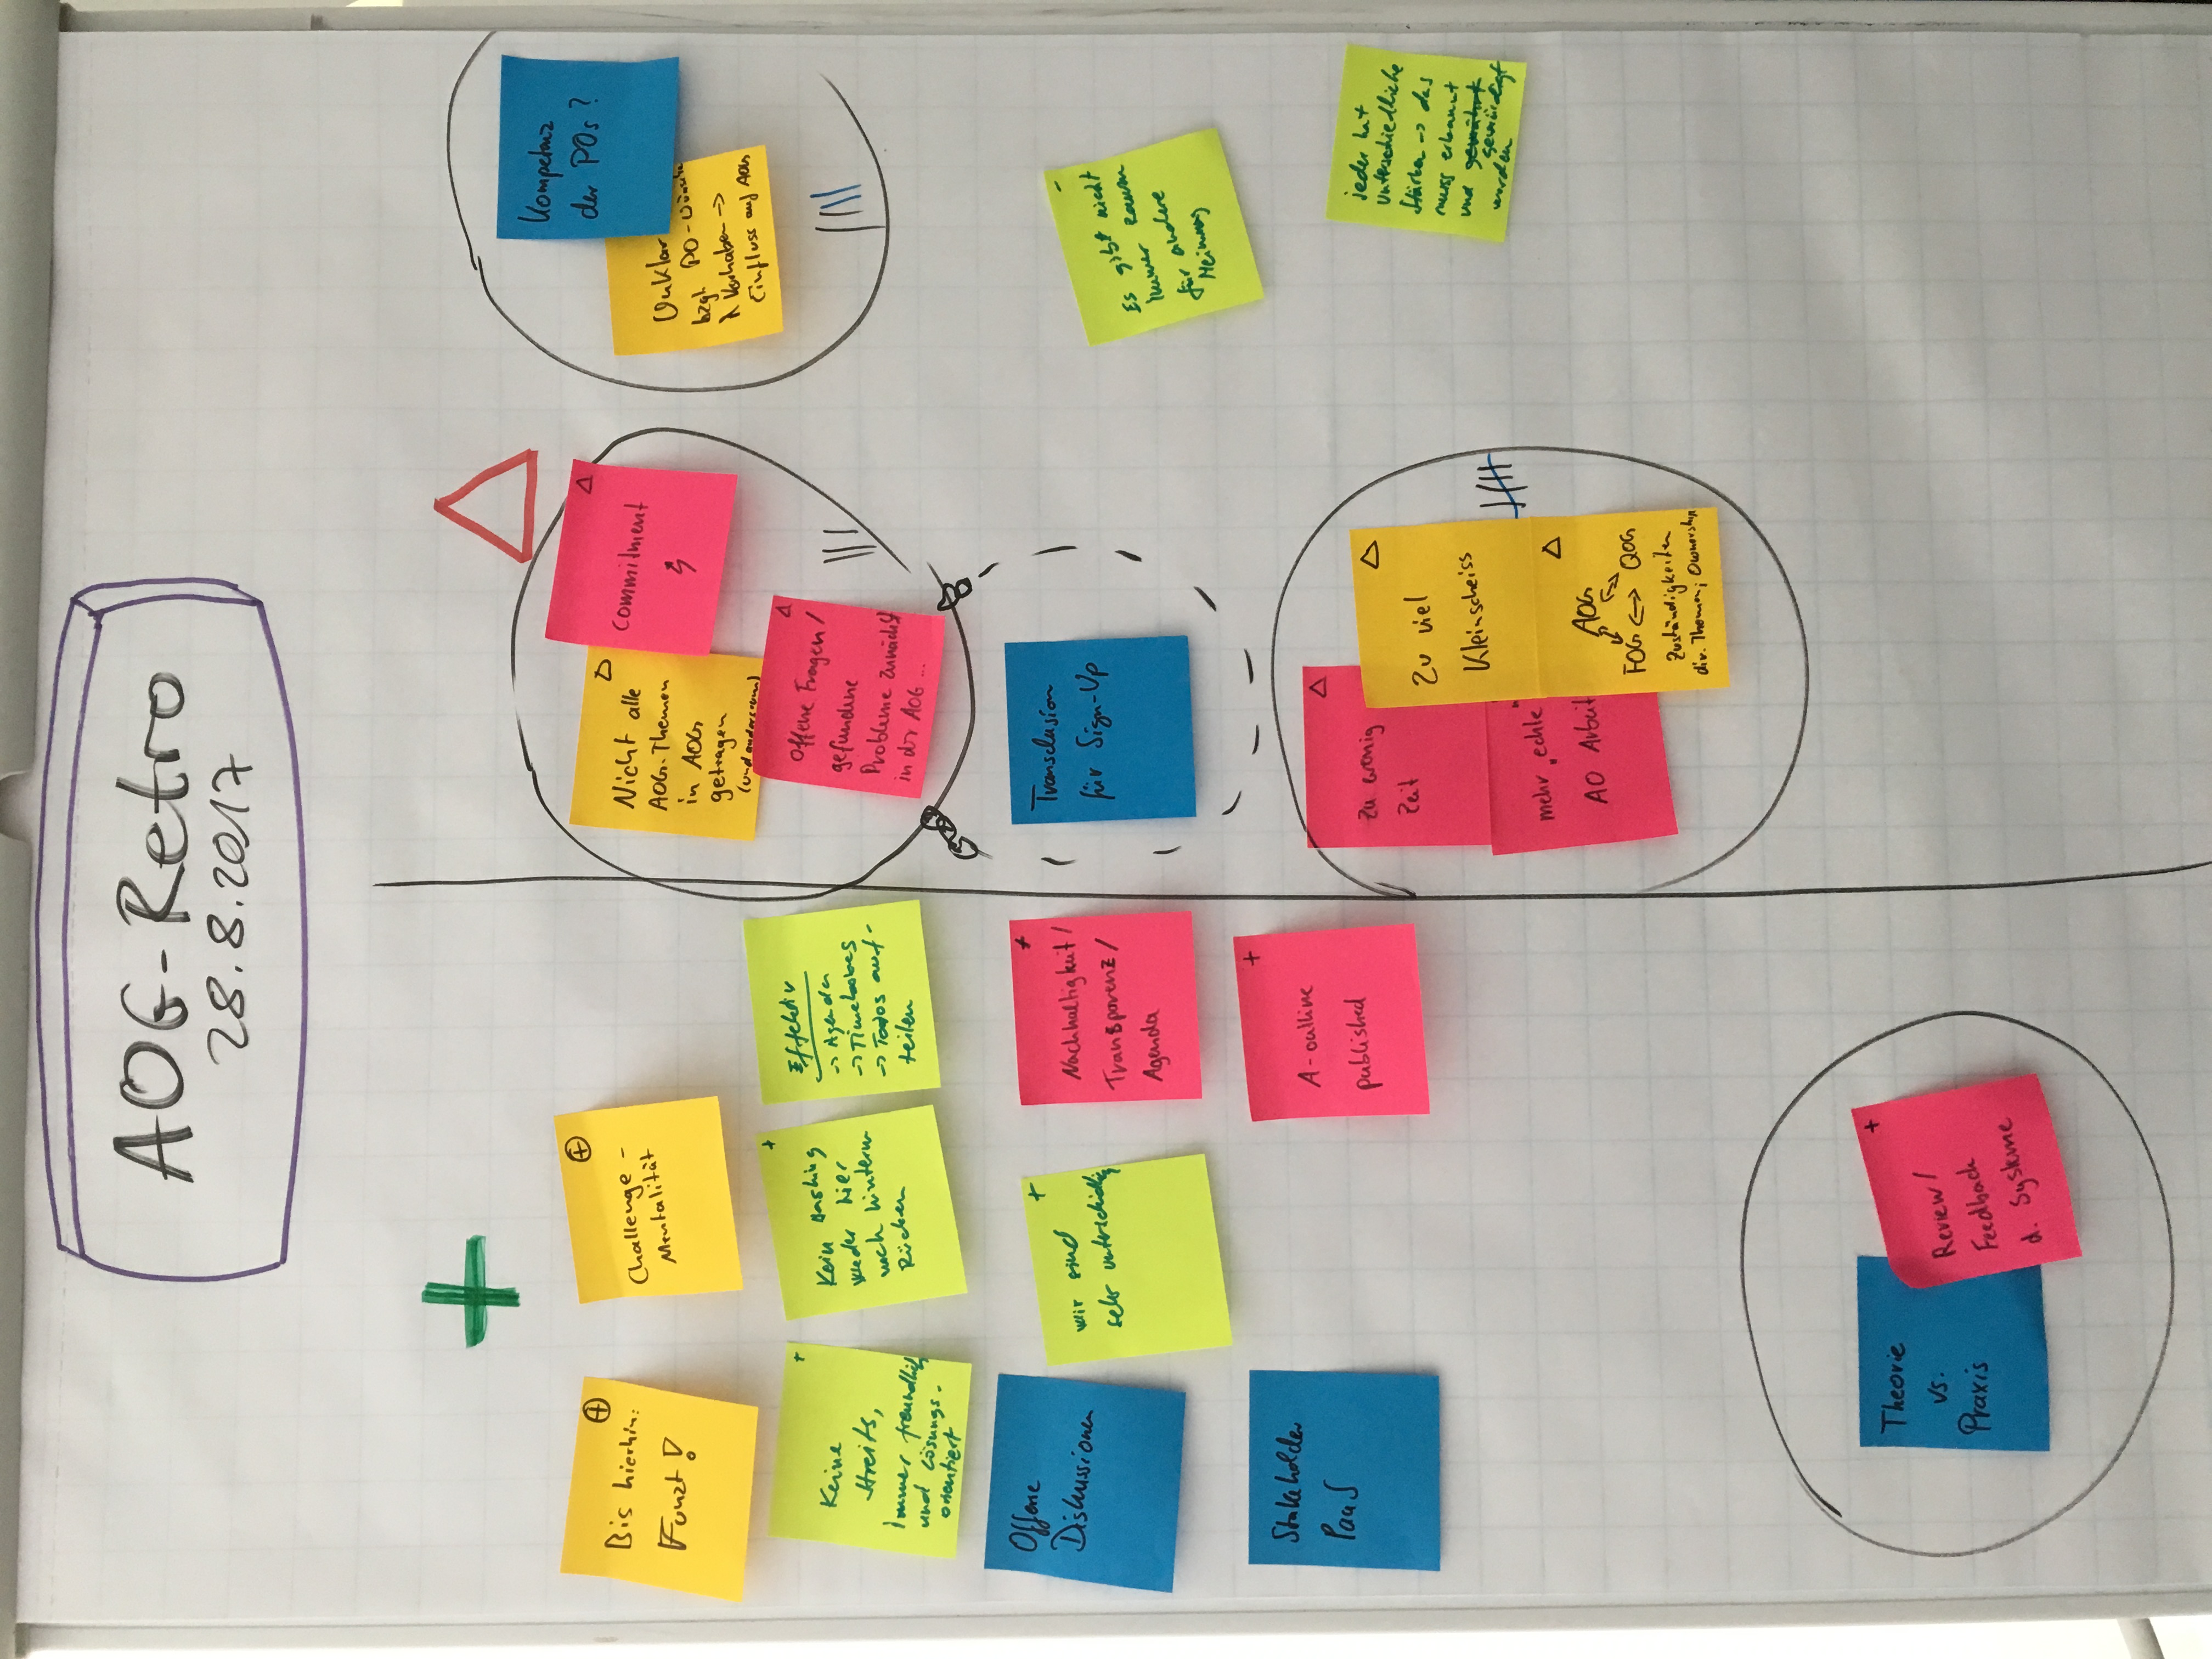 AOG-Retro
28.8.2017
Bis hierhin:
Funzt!
Challenge-
Mentalität
Keine
Streits,
immer freundlich
und lösungs-
orientiert
Kein Bashing
weder hier
noch hinterm
Rücken
Effektiv
-> Agenda
-> Timeboxes
-> Todos auf-
teilen
Offene
Diskussionen
wir sind
sehr unterschiedlich
Nachhaltigkeit/
Transparenz/
Agenda
Stakeholder
PaaS
A-outline
published
Theorie
vs.
Praxis
Review/
Feedback
d. Systeme
Nicht alle
AOG-Themen
in AOG
getragen
(und andersrum)
Commitment
Offene Fragen/
gefundene
Probleme zunächst
in der AOG...
Kompetenz
der POs?
Unklar
bzgl. PO-Wünsche
& Vorhaben ->
Einfluss auf AOG
Transclusion
für Sign-Up
Es gibt nicht
immer Raum
für andere
Meinung
zu wenig
Zeit
Zu viel
Kleinscheiss
mehr „echte"
AO Arbeit
AOG
FOG <-> QOG
Zuständigkeiten
div. Themen; Ownership
jeder hat
unterschiedliche
Stärken -> das
muss erkannt
und
gewürdigt
werden